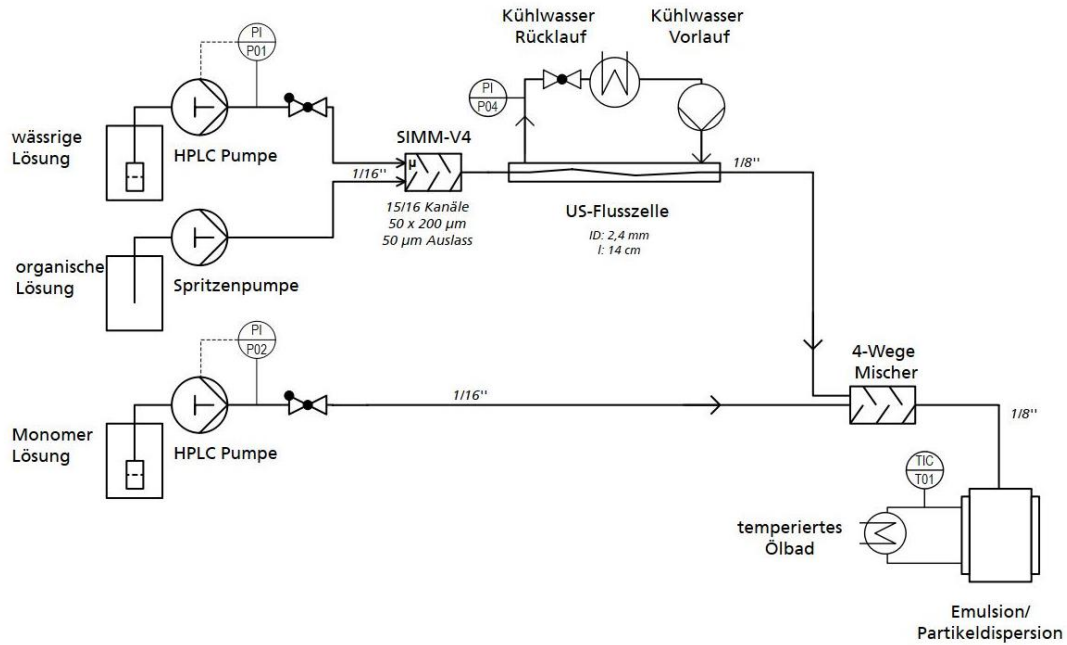 Kühlwasser
Rücklauf
Kühlwasser
Vorlauf
PI
P01
PI
P04
wässrige
Lösung
HPLC Pumpe
SIMM-V4
µ
1/16''
1/8''
15/16 Kanäle
50 x 200 µm
50 µm Auslass
US-Flusszelle
ID: 2,4 mm
l: 14 cm
organische
Lösung
Spritzenpumpe
PI
P02
4-Wege
Mischer
1/16''
1/8''
Monomer
Lösung
HPLC Pumpe
TIC
T01
temperiertes
Ölbad
Emulsion/
Partikeldispersion